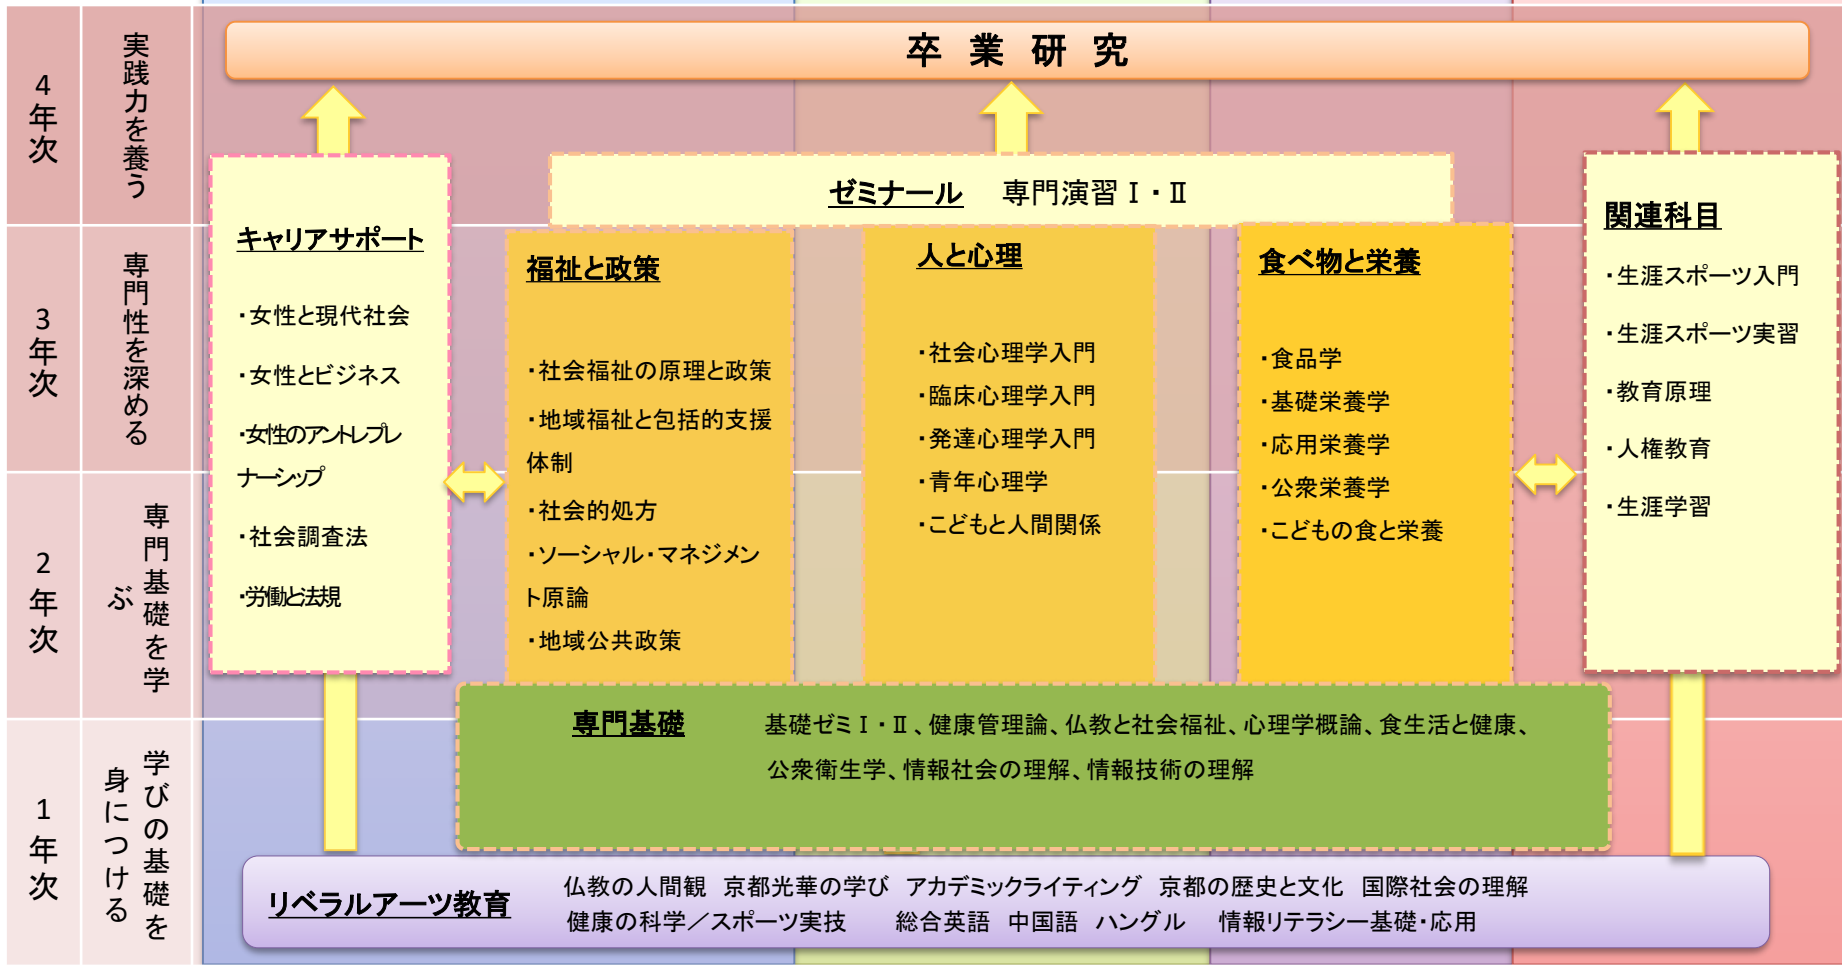 卒 業 研 究
4年次
実践力を養う
ゼミナール　専門演習Ⅰ・Ⅱ
3年次
専門性を深める
2年次
専門基礎を学
ぶ
1年次
学びの基礎を
身につける
キャリアサポート
・女性と現代社会
・女性とビジネス
・女性のアントレプレ
ナーシップ
・社会調査法
・労働と法規
福祉と政策
・社会福祉の原理と政策
・地域福祉と包括的支援
体制
・社会的処方
・ソーシャル・マネジメン
ト原論
・地域公共政策
人と心理
・社会心理学入門
・臨床心理学入門
・発達心理学入門
・青年心理学
・こどもと人間関係
食べ物と栄養
・食品学
・基礎栄養学
・応用栄養学
・公衆栄養学
・こどもの食と栄養
関連科目
・生涯スポーツ入門
・生涯スポーツ実習
・教育原理
・人権教育
・生涯学習
専門基礎　基礎ゼミⅠ・Ⅱ、健康管理論、仏教と社会福祉、心理学概論、食生活と健康、
公衆衛生学、情報社会の理解、情報技術の理解
リベラルアーツ教育
仏教の人間観　京都光華の学び　アカデミックライティング　京都の歴史と文化　国際社会の理解
健康の科学／スポーツ実技　総合英語　中国語　ハングル　情報リテラシー基礎・応用